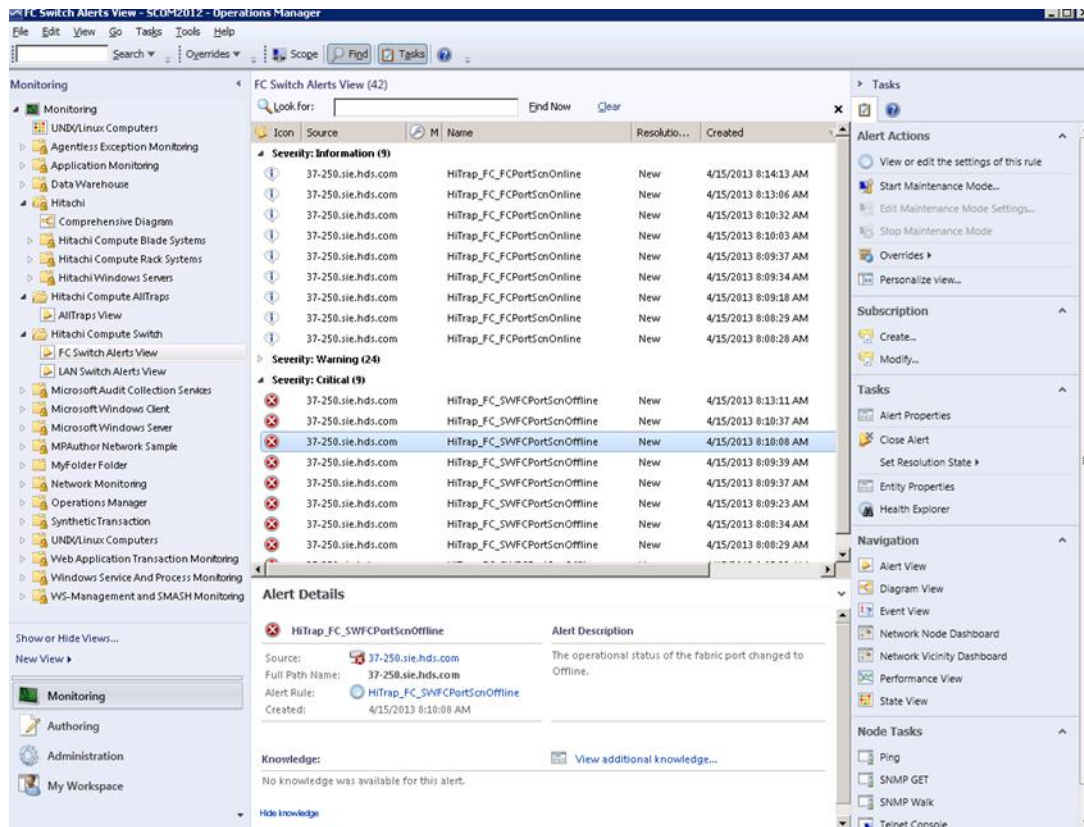 FC Switch Alerts View - SCOM2012 - Operations Manager
File Edit View Go Tasks Tools Help
Search Overrides Scope Find Tasks
Monitoring
Monitoring
UNIX/Linux Computers
Agentless Exception Monitoring
Application Monitoring
Data Warehouse
Hitachi
Comprehensive Diagram
Hitachi Compute Blade Systems
Hitachi Compute Rack Systems
Hitachi Windows Servers
Hitachi Compute AllTraps
AllTraps View
Hitachi Compute Switch
FC Switch Alerts View
LAN Switch Alerts View
Microsoft Audit Collection Services
Microsoft Windows Client
Microsoft Windows Server
MPAuthor Network Sample
MyFolder Folder
Network Monitoring
Operations Manager
Synthetic Transaction
UNIX/Linux Computers
Web Application Transaction Monitoring
Windows Service And Process Monitoring
WS-Management and SMASH Monitoring
Show or Hide Views...
New View
Monitoring
Authoring
Administration
My Workspace
FC Switch Alerts View (42)
Look for: Find Now Clear
Icon Source M Name Resolutio... Created
Severity: Information (9)
37-250.sie.hds.com HiTrap_FC_FCPortScnOnline New 4/15/2013 8:14:13 AM
37-250.sie.hds.com HiTrap_FC_FCPortScnOnline New 4/15/2013 8:13:06 AM
37-250.sie.hds.com HiTrap_FC_FCPortScnOnline New 4/15/2013 8:10:32 AM
37-250.sie.hds.com HiTrap_FC_FCPortScnOnline New 4/15/2013 8:10:03 AM
37-250.sie.hds.com HiTrap_FC_FCPortScnOnline New 4/15/2013 8:09:37 AM
37-250.sie.hds.com HiTrap_FC_FCPortScnOnline New 4/15/2013 8:09:34 AM
37-250.sie.hds.com HiTrap_FC_FCPortScnOnline New 4/15/2013 8:09:18 AM
37-250.sie.hds.com HiTrap_FC_FCPortScnOnline New 4/15/2013 8:08:29 AM
37-250.sie.hds.com HiTrap_FC_FCPortScnOnline New 4/15/2013 8:08:28 AM
Severity: Warning (24)
Severity: Critical (9)
37-250.sie.hds.com HiTrap_FC_SWFCPortScnOffline New 4/15/2013 8:13:11 AM
37-250.sie.hds.com HiTrap_FC_SWFCPortScnOffline New 4/15/2013 8:10:37 AM
37-250.sie.hds.com HiTrap_FC_SWFCPortScnOffline New 4/15/2013 8:10:08 AM
37-250.sie.hds.com HiTrap_FC_SWFCPortScnOffline New 4/15/2013 8:09:39 AM
37-250.sie.hds.com HiTrap_FC_SWFCPortScnOffline New 4/15/2013 8:09:37 AM
37-250.sie.hds.com HiTrap_FC_SWFCPortScnOffline New 4/15/2013 8:09:23 AM
37-250.sie.hds.com HiTrap_FC_SWFCPortScnOffline New 4/15/2013 8:08:34 AM
37-250.sie.hds.com HiTrap_FC_SWFCPortScnOffline New 4/15/2013 8:08:29 AM
Alert Details
HiTrap_FC_SWFCPortScnOffline
Source: 37-250.sie.hds.com
Full Path Name: 37-250.sie.hds.com
Alert Rule: HiTrap_FC_SWFCPortScnOffline
Created: 4/15/2013 8:10:08 AM
Alert Description
The operational status of the fabric port changed to
Offline.
Knowledge: View additional knowledge...
No knowledge was available for this alert.
Hide knowledge
Tasks
Alert Actions
View or edit the settings of this rule
Start Maintenance Mode...
Edit Maintenance Mode Settings...
Stop Maintenance Mode
Overrides
Personalize view...
Subscription
Create...
Modify...
Tasks
Alert Properties
Close Alert
Set Resolution State
Entity Properties
Health Explorer
Navigation
Alert View
Diagram View
Event View
Network Node Dashboard
Network Vicinity Dashboard
Performance View
State View
Node Tasks
Ping
SNMP GET
SNMP Walk
Telnet Console